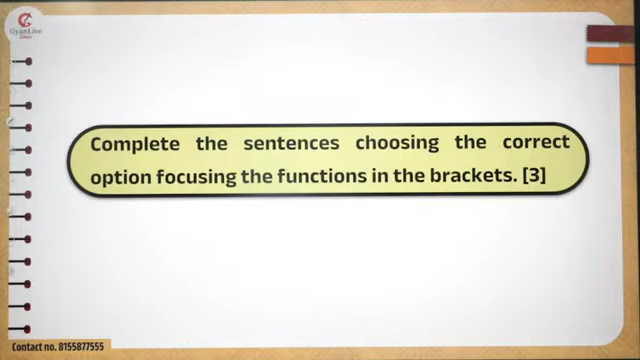 GyanLive
Complete the sentences choosing the correct
option focusing the functions in the brackets. [3]
Contact no. 8155877555